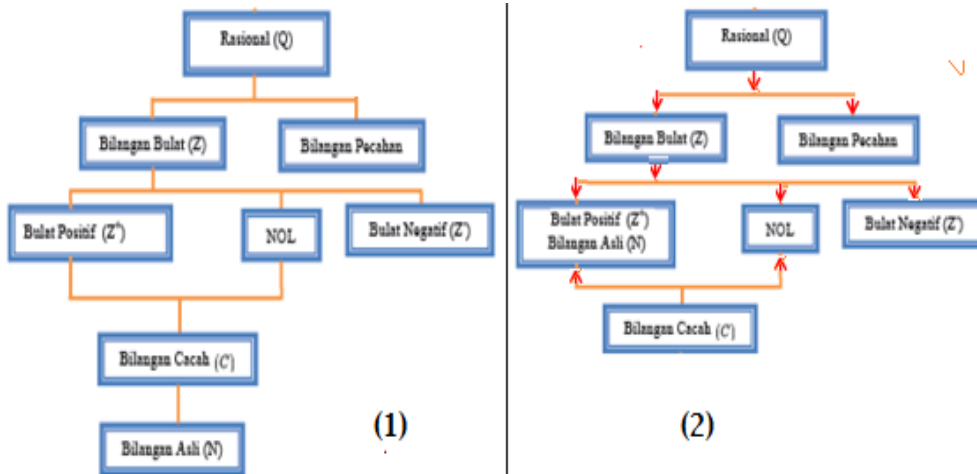 Rasional (Q)
Bilangan Bulat (Z)
Bilangan Pecahan
Bulat Positif (Z⁺)
NOL
Bulat Negatif (Z⁻)
Bilangan Cacah (C)
Bilangan Asli (N)
(1)
Rasional (Q)
Bilangan Bulat (Z)
Bilangan Pecahan
Bulat Positif (Z⁺)
Bilangan Asli (N)
NOL
Bulat Negatif (Z⁻)
Bilangan Cacah (C)
(2)